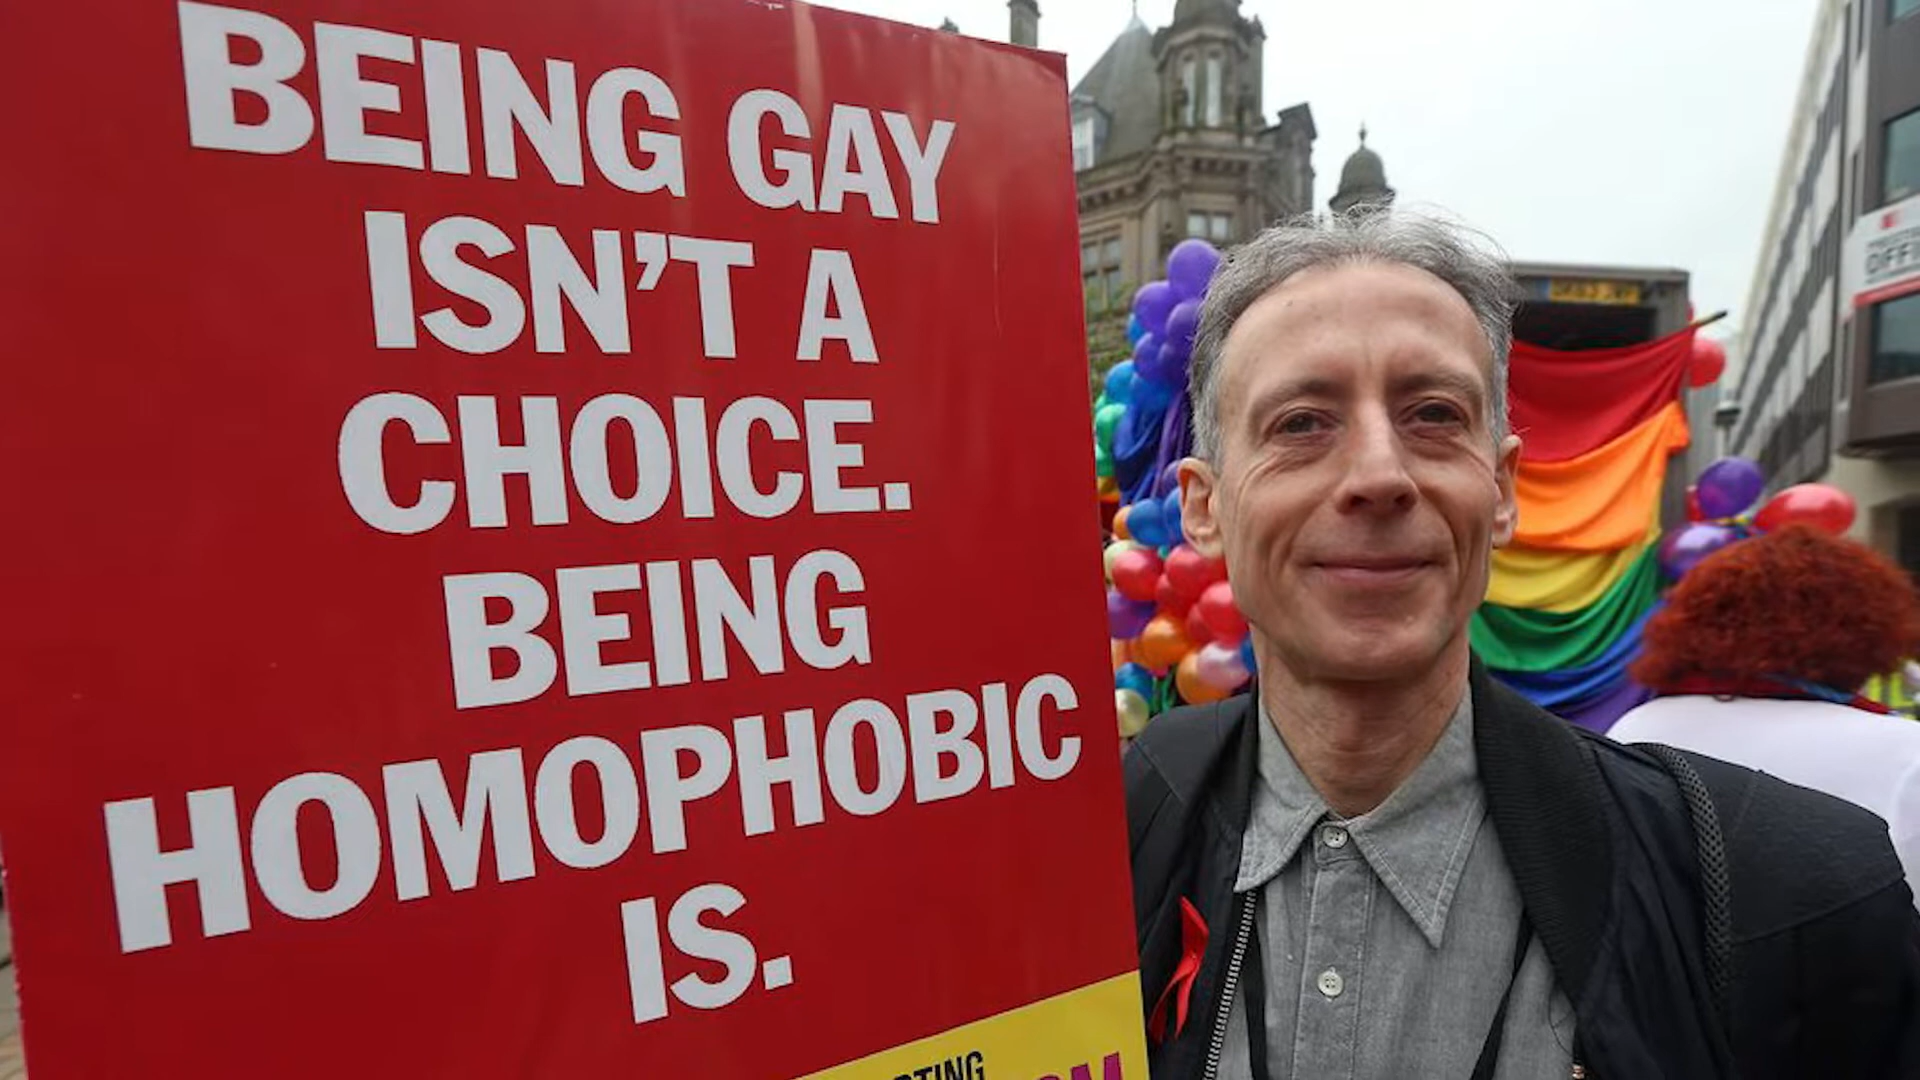 BEING GAY
ISN'T A
CHOICE.
BEING
HOMOPHOBIC
IS.